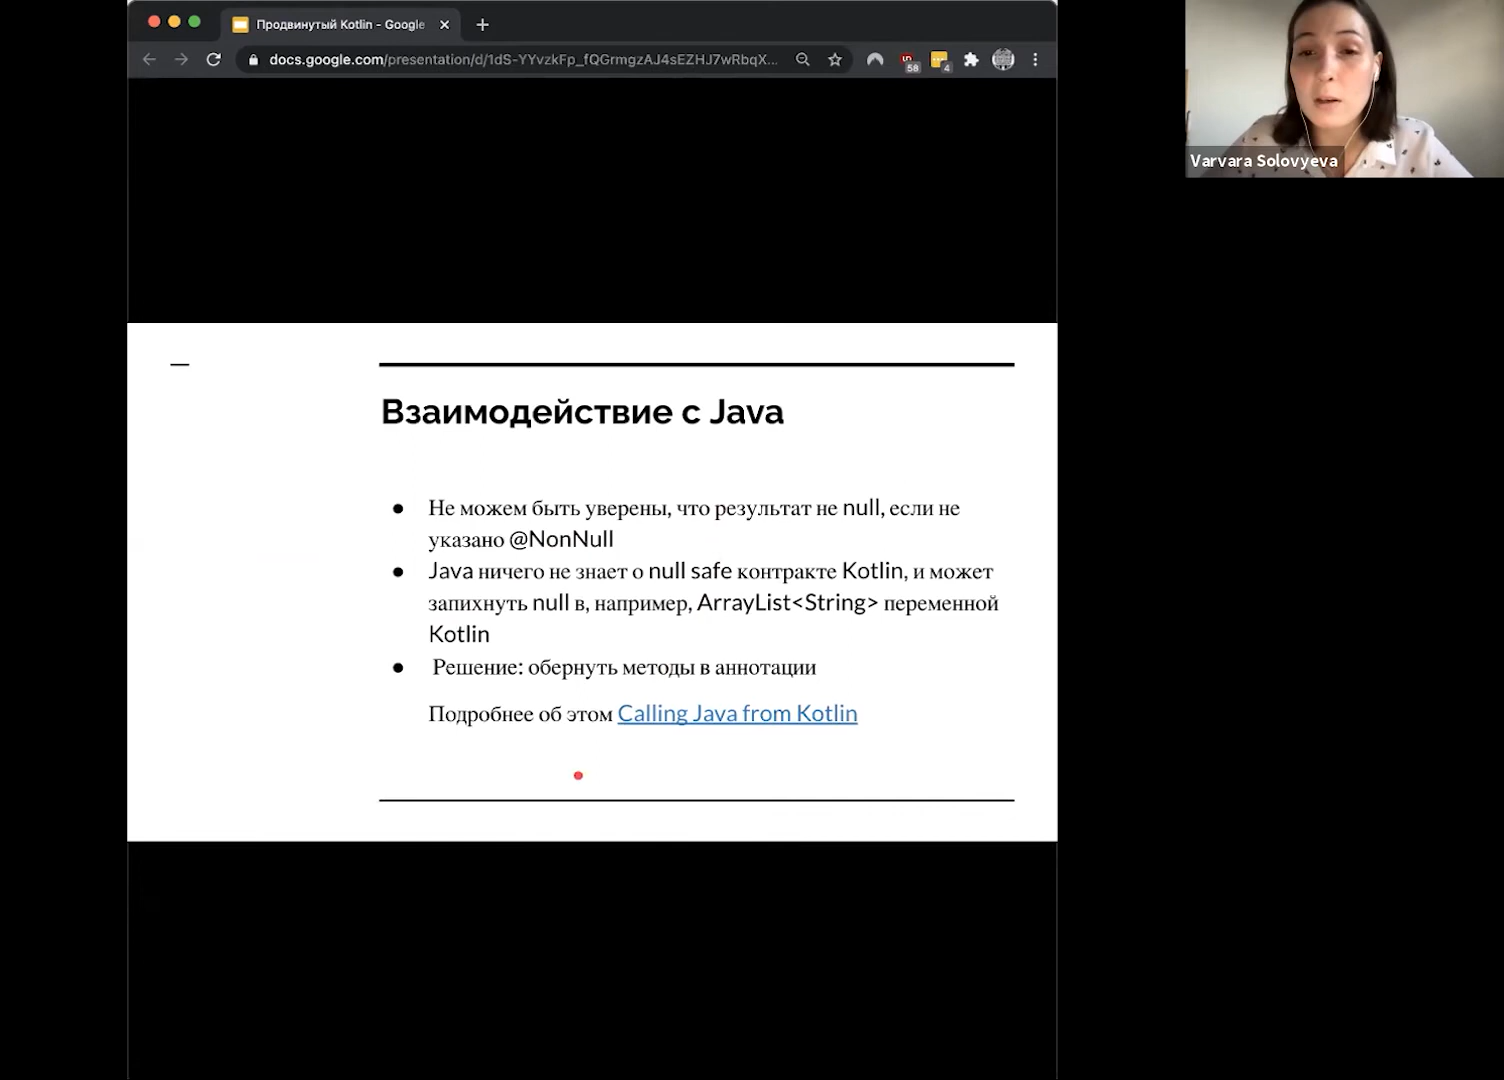 Продвинутый Kotlin - Google
docs.google.com/presentation/d/1dS-YYvzkFp_fQGrmgzAJ4sEZHJ7wRbqX...
58
4
Varvara Solovyeva
Взаимодействие с Java
● Не можем быть уверены, что результат не null, если не
указано @NonNull
● Java ничего не знает о null safe контракте Kotlin, и может
запихнуть null в, например, ArrayList<String> переменной
Kotlin
● Решение: обернуть методы в аннотации
Подробнее об этом Calling Java from Kotlin